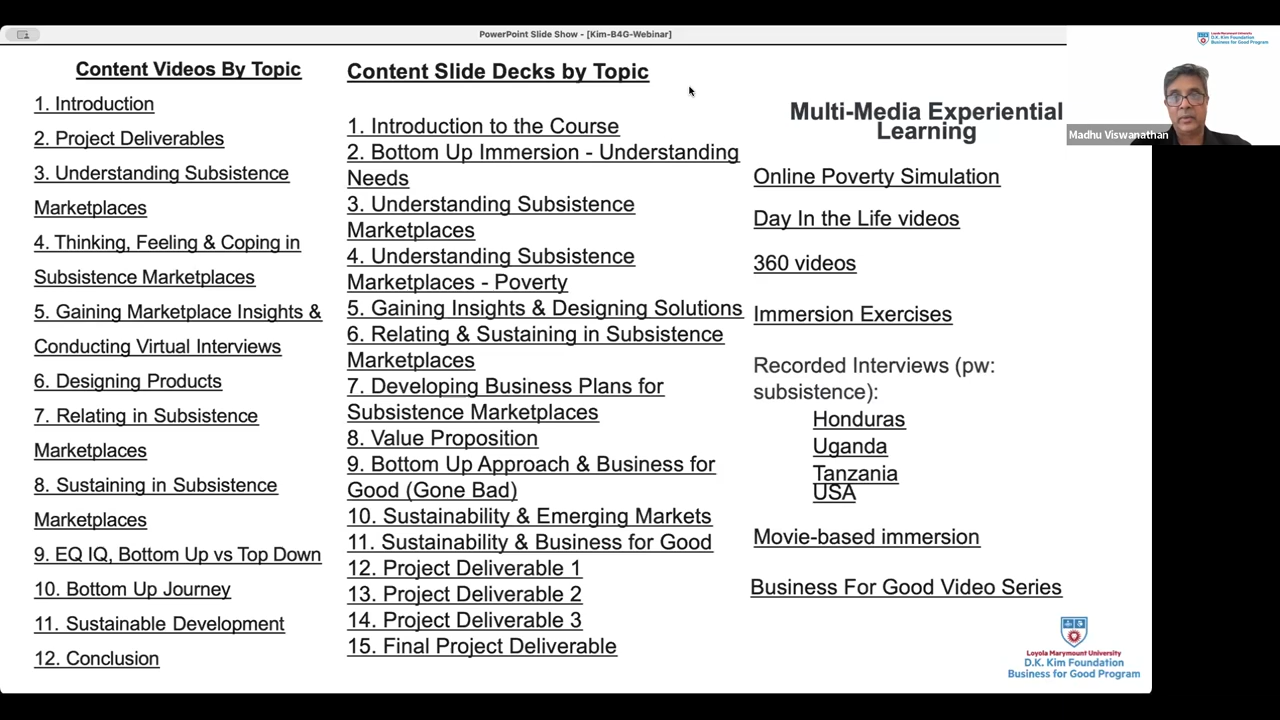 PowerPoint Slide Show - [Kim-B4G-Webinar]
Content Videos By Topic
1. Introduction
2. Project Deliverables
3. Understanding Subsistence
Marketplaces
4. Thinking, Feeling & Coping in
Subsistence Marketplaces
5. Gaining Marketplace Insights &
Conducting Virtual Interviews
6. Designing Products
7. Relating in Subsistence
Marketplaces
8. Sustaining in Subsistence
Marketplaces
9. EQ IQ, Bottom Up vs Top Down
10. Bottom Up Journey
11. Sustainable Development
12. Conclusion
Content Slide Decks by Topic
1. Introduction to the Course
2. Bottom Up Immersion - Understanding
Needs
3. Understanding Subsistence
Marketplaces
4. Understanding Subsistence
Marketplaces - Poverty
5. Gaining Insights & Designing Solutions
6. Relating & Sustaining in Subsistence
Marketplaces
7. Developing Business Plans for
Subsistence Marketplaces
8. Value Proposition
9. Bottom Up Approach & Business for
Good (Gone Bad)
10. Sustainability & Emerging Markets
11. Sustainability & Business for Good
12. Project Deliverable 1
13. Project Deliverable 2
14. Project Deliverable 3
15. Final Project Deliverable
Multi-Media Experiential
Learning
Online Poverty Simulation
Day In the Life videos
360 videos
Immersion Exercises
Recorded Interviews (pw:
subsistence):
Honduras
Uganda
Tanzania
USA
Movie-based immersion
Business For Good Video Series
Loyola Marymount University
D.K. Kim Foundation
Business for Good Program
Loyola Marymount University
D.K. Kim Foundation
Business for Good Program
Madhu Viswanathan